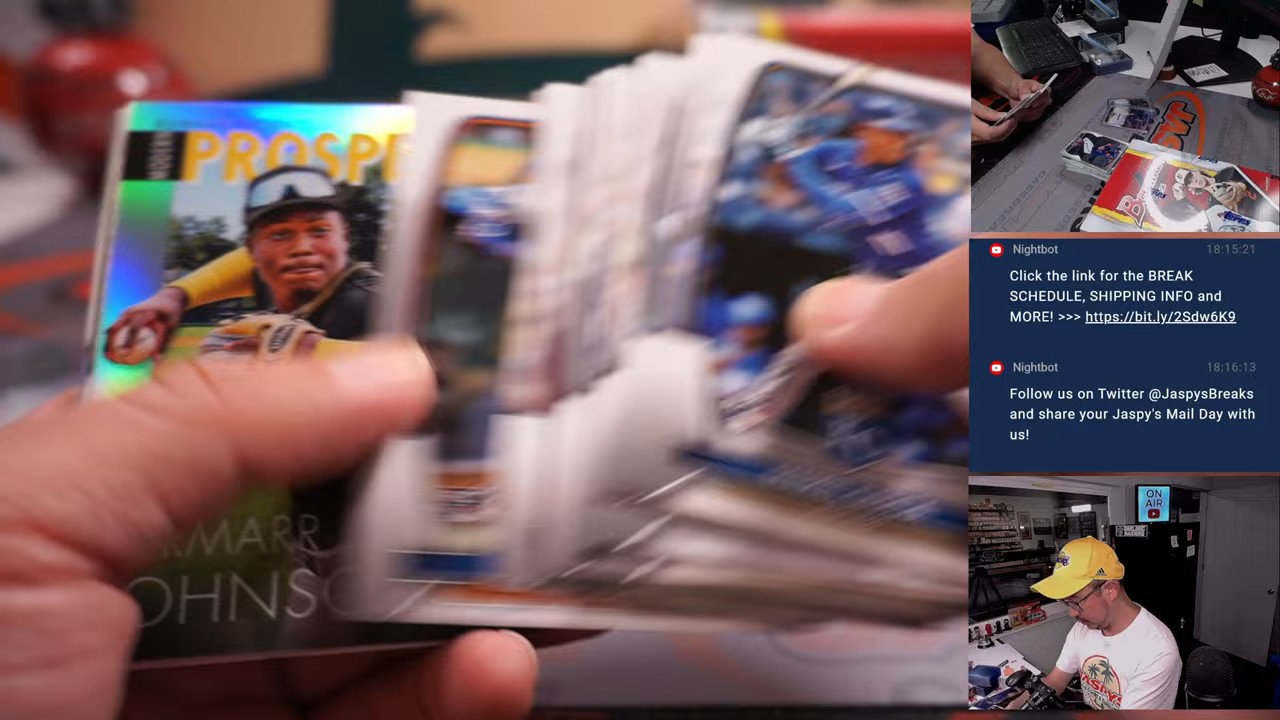 MODERN
PROSPE
RMARR
OHNSO
Nightbot
18:15:21
Click the link for the BREAK
SCHEDULE, SHIPPING INFO and
MORE! >>> https://bit.ly/2Sdw6K9
Nightbot
18:16:13
Follow us on Twitter @JaspysBreaks
and share your Jaspy's Mail Day with
us!
ON
AIR